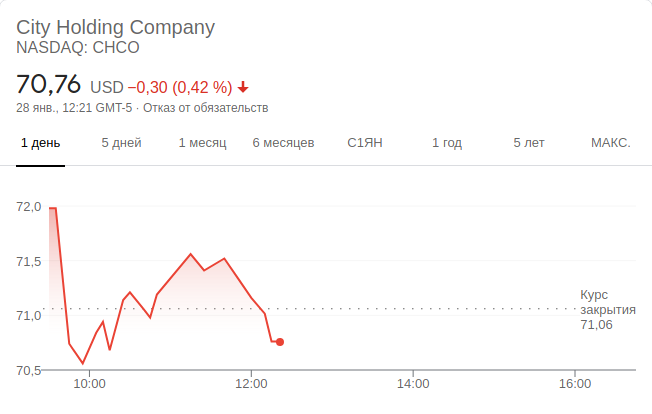 City Holding Company
NASDAQ: CHCO
70,76 USD −0,30 (0,42 %)
28 янв., 12:21 GMT-5 · Отказ от обязательств
1 день 5 дней 1 месяц 6 месяцев С1ЯН 1 год 5 лет МАКС.
72,0
71,5
71,0
70,5
Курс
закрытия
71,06
10:00 12:00 14:00 16:00